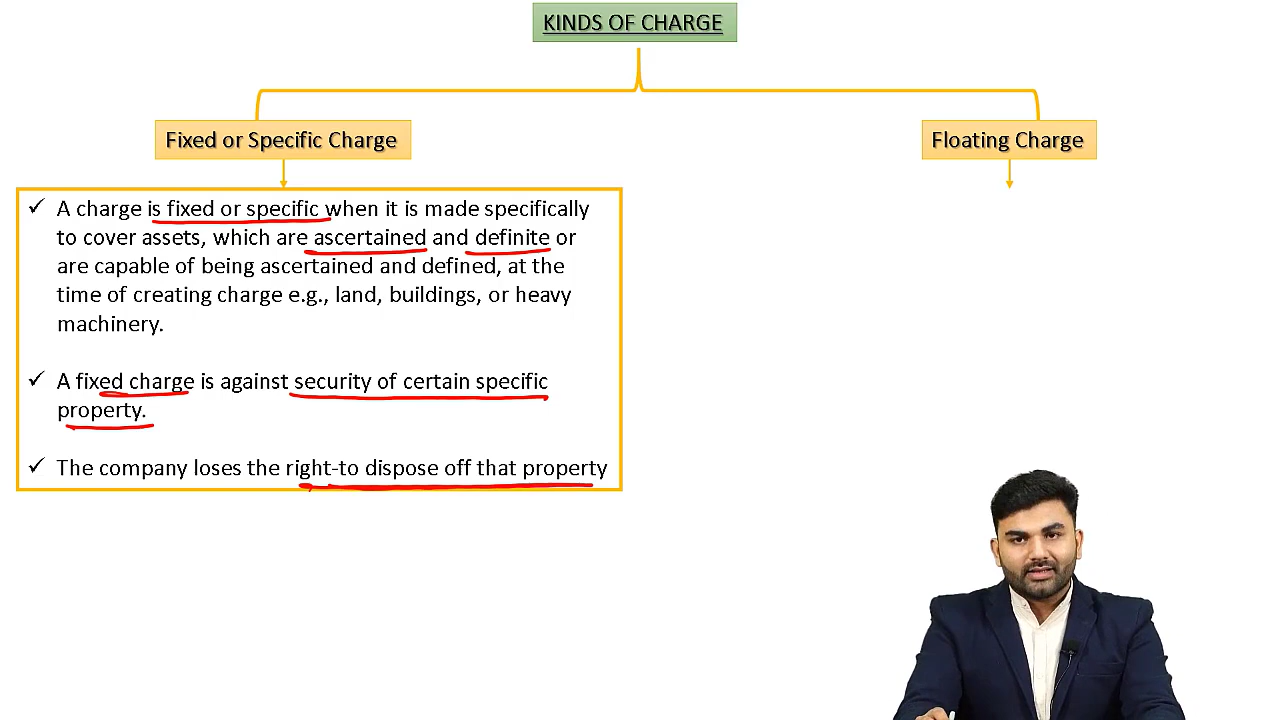 KINDS OF CHARGE
Fixed or Specific Charge
Floating Charge
✓ A charge is fixed or specific when it is made specifically
to cover assets, which are ascertained and definite or
are capable of being ascertained and defined, at the
time of creating charge e.g., land, buildings, or heavy
machinery.
✓ A fixed charge is against security of certain specific
property.
✓ The company loses the right-to dispose off that property